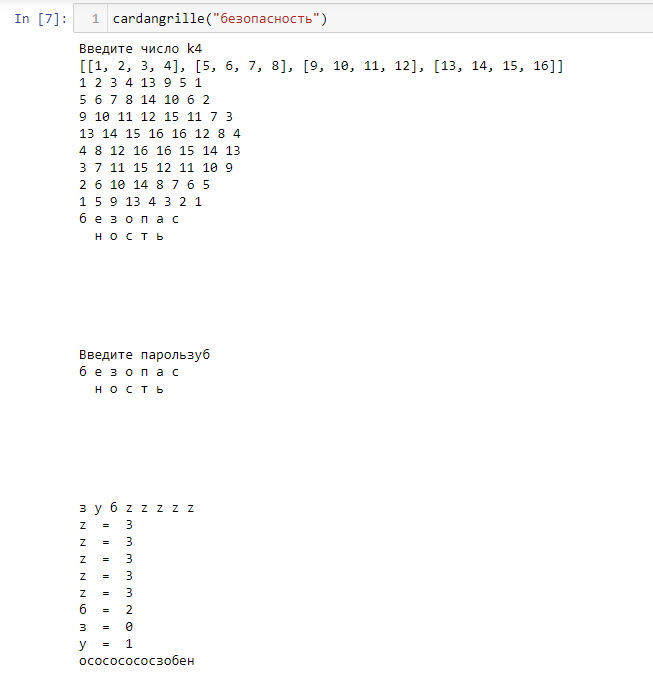 In [7]: 1 cardangrille("безопасность")
Введите число k4
[[1, 2, 3, 4], [5, 6, 7, 8], [9, 10, 11, 12], [13, 14, 15, 16]]
1 2 3 4 13 9 5 1
5 6 7 8 14 10 6 2
9 10 11 12 15 11 7 3
13 14 15 16 16 12 8 4
4 8 12 16 16 15 14 13
3 7 11 15 12 11 10 9
2 6 10 14 8 7 6 5
1 5 9 13 4 3 2 1
б е з о п а с
н о с т ь
Введите парользуб
б е з о п а с
н о с т ь
з у б z z z z z
z = 3
z = 3
z = 3
z = 3
z = 3
б = 2
з = 0
у = 1
ососососозобен